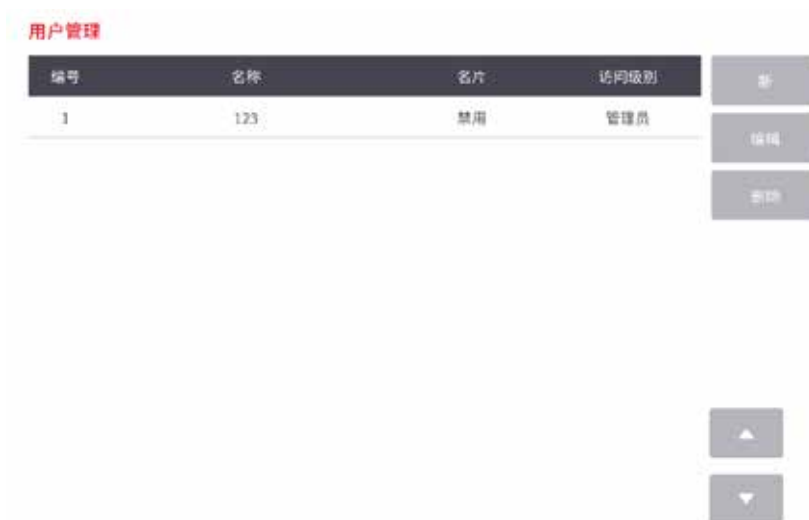 用户管理
编号 名称 名片 访问级别
1 123 禁用 管理员
新
编辑
删除